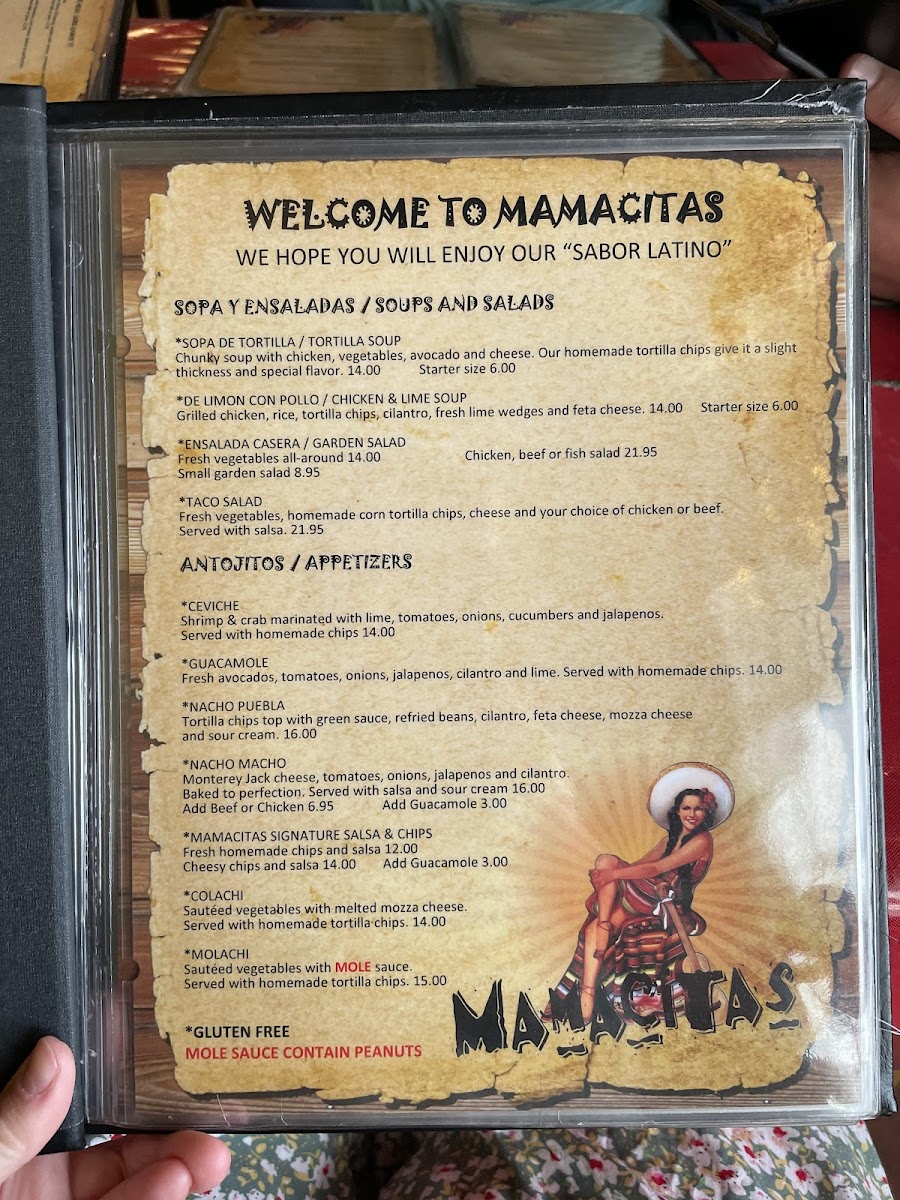 WELCOME TO MAMACITAS
WE HOPE YOU WILL ENJOY OUR “SABOR LATINO”
SOPA Y ENSALADAS / SOUPS AND SALADS
*SOPA DE TORTILLA / TORTILLA SOUP
Chunky soup with chicken, vegetables, avocado and cheese. Our homemade tortilla chips give it a slight
thickness and special flavor. 14.00 Starter size 6.00
*DE LIMON CON POLLO / CHICKEN & LIME SOUP
Grilled chicken, rice, tortilla chips, cilantro, fresh lime wedges and feta cheese. 14.00 Starter size 6.00
*ENSALADA CASERA / GARDEN SALAD
Fresh vegetables all-around 14.00 Chicken, beef or fish salad 21.95
Small garden salad 8.95
*TACO SALAD
Fresh vegetables, homemade corn tortilla chips, cheese and your choice of chicken or beef.
Served with salsa. 21.95
ANTOJITOS / APPETIZERS
*CEVICHE
Shrimp & crab marinated with lime, tomatoes, onions, cucumbers and jalapenos.
Served with homemade chips 14.00
*GUACAMOLE
Fresh avocados, tomatoes, onions, jalapenos, cilantro and lime. Served with homemade chips. 14.00
*NACHO PUEBLA
Tortilla chips top with green sauce, refried beans, cilantro, feta cheese, mozza cheese
and sour cream. 16.00
*NACHO MACHO
Monterey Jack cheese, tomatoes, onions, jalapenos and cilantro.
Baked to perfection. Served with salsa and sour cream 16.00
Add Beef or Chicken 6.95 Add Guacamole 3.00
*MAMACITAS SIGNATURE SALSA & CHIPS
Fresh homemade chips and salsa 12.00
Cheesy chips and salsa 14.00 Add Guacamole 3.00
*COLACHI
Sautéed vegetables with melted mozza cheese.
Served with homemade tortilla chips. 14.00
*MOLACHI
Sautéed vegetables with MOLE sauce.
Served with homemade tortilla chips. 15.00
*GLUTEN FREE
MOLE SAUCE CONTAIN PEANUTS
MAMACITAS